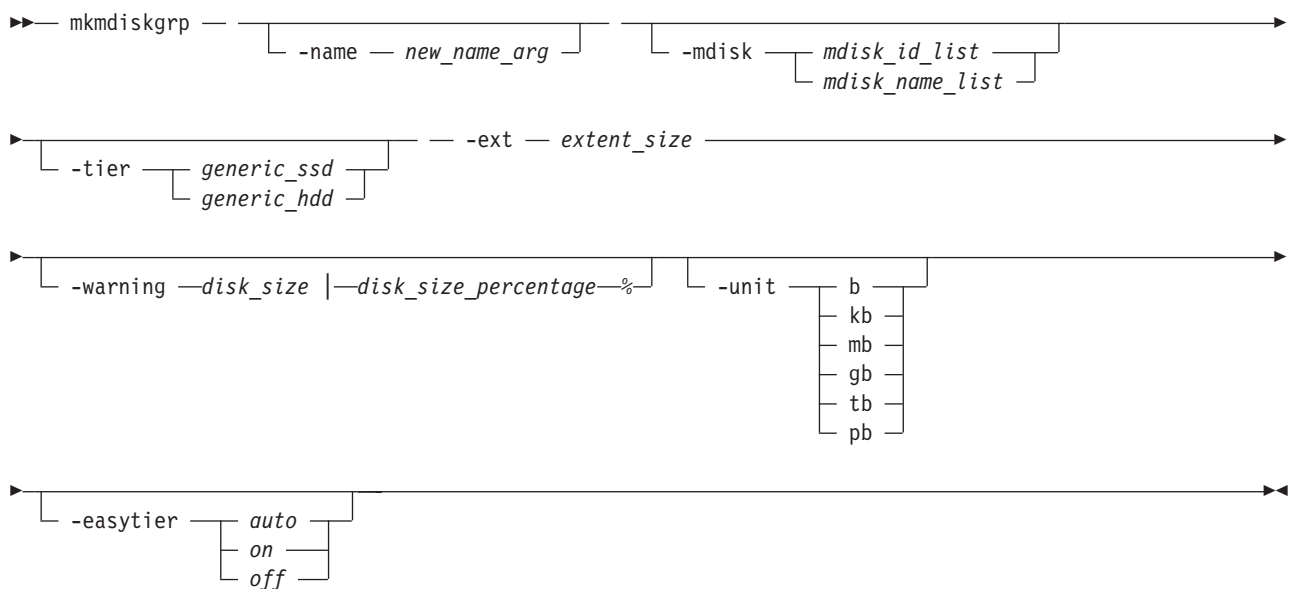 mkmdiskgrp
-name new_name_arg
-mdisk mdisk_id_list
mdisk_name_list
-tier generic_ssd
generic_hdd
-ext extent_size
-warning disk_size | disk_size_percentage %
-unit b
kb
mb
gb
tb
pb
-easytier auto
on
off